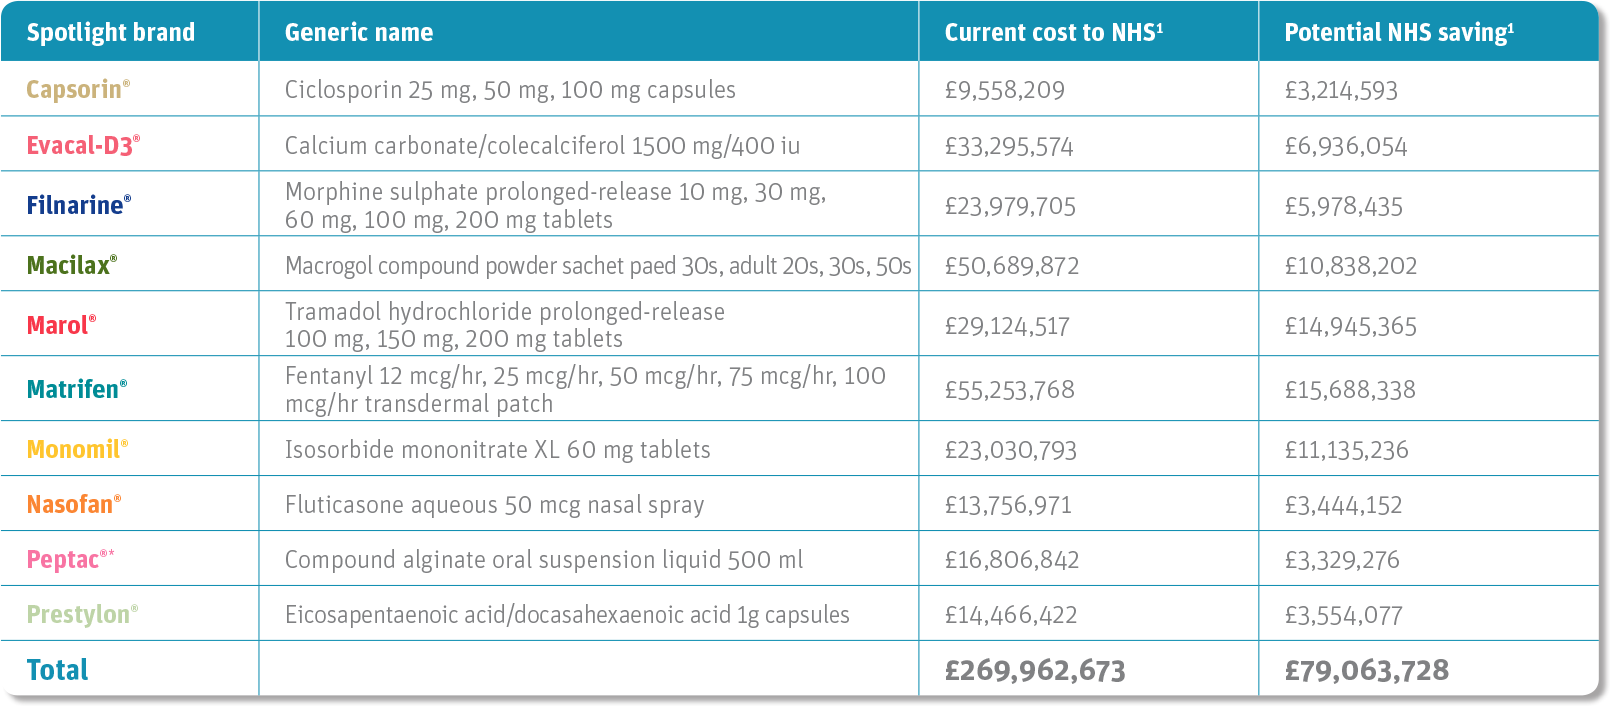 Spotlight brand Generic name Current cost to NHS¹ Potential NHS saving¹
Capsorin® Ciclosporin 25 mg, 50 mg, 100 mg capsules £9,558,209 £3,214,593
Evacal-D3® Calcium carbonate/colecalciferol 1500 mg/400 iu £33,295,574 £6,936,054
Filnarine® Morphine sulphate prolonged-release 10 mg, 30 mg,
60 mg, 100 mg, 200 mg tablets £23,979,705 £5,978,435
Macilax® Macrogol compound powder sachet paed 30s, adult 20s, 30s, 50s £50,689,872 £10,838,202
Marol® Tramadol hydrochloride prolonged-release
100 mg, 150 mg, 200 mg tablets £29,124,517 £14,945,365
Matrifen® Fentanyl 12 mcg/hr, 25 mcg/hr, 50 mcg/hr, 75 mcg/hr, 100
mcg/hr transdermal patch £55,253,768 £15,688,338
Monomil® Isosorbide mononitrate XL 60 mg tablets £23,030,793 £11,135,236
Nasofan® Fluticasone aqueous 50 mcg nasal spray £13,756,971 £3,444,152
Peptac®* Compound alginate oral suspension liquid 500 ml £16,806,842 £3,329,276
Prestylon® Eicosapentaenoic acid/docasahexaenoic acid 1g capsules £14,466,422 £3,554,077
Total £269,962,673 £79,063,728